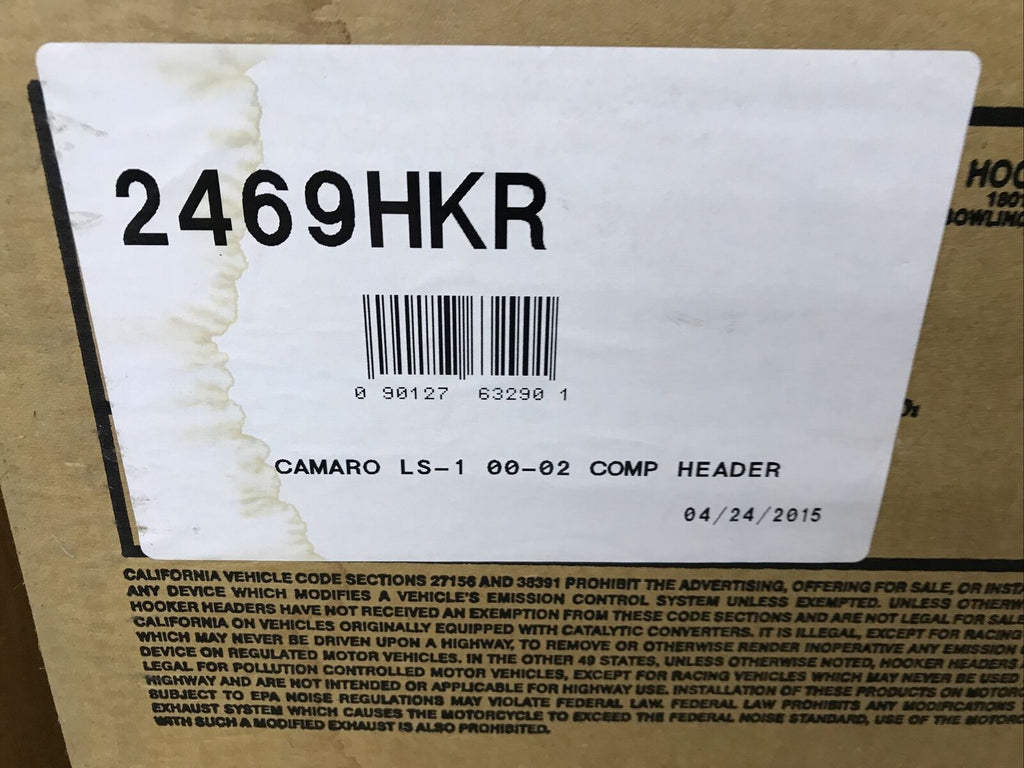 2469HKR
HOO
1801
BOWLING
0 90127 63290 1
CAMARO LS-1 00-02 COMP HEADER
04/24/2015
CALIFORNIA VEHICLE CODE SECTIONS 27156 AND 38391 PROHIBIT THE ADVERTISING, OFFERING FOR SALE, OR INSTA
ANY DEVICE WHICH MODIFIES A VEHICLE'S EMISSION CONTROL SYSTEM UNLESS EXEMPTED. UNLESS OTHERW
HOOKER HEADERS HAVE NOT RECEIVED AN EXEMPTION FROM THESE CODE SECTIONS AND ARE NOT LEGAL FOR SALE
CALIFORNIA ON VEHICLES ORIGINALLY EQUIPPED WITH CATALYTIC CONVERTERS. IT IS ILLEGAL, EXCEPT FOR RACING
WHICH MAY NEVER BE DRIVEN UPON A HIGHWAY, TO REMOVE OR OTHERWISE RENDER INOPERATIVE ANY EMISSION
DEVICE ON REGULATED MOTOR VEHICLES. IN THE OTHER 49 STATES, UNLESS OTHERWISE NOTED, HOOKER HEADERS
LEGAL FOR POLLUTION CONTROLLED MOTOR VEHICLES, EXCEPT FOR RACING VEHICLES WHICH MAY NEVER BE USED
HIGHWAY AND ARE NOT INTENDED OR APPLICABLE FOR HIGHWAY USE. INSTALLATION OF THESE PRODUCTS ON MOTORC
SUBJECT TO EPA NOISE REGULATIONS MAY VIOLATE FEDERAL LAW. FEDERAL LAW PROHIBITS ANY MODIFICATIONS
EXHAUST SYSTEM WHICH CAUSES THE MOTORCYCLE TO EXCEED THE FEDERAL NOISE STANDARD, USE OF THE MOTORC
WITH SUCH A MODIFIED EXHAUST IS ALSO PROHIBITED.